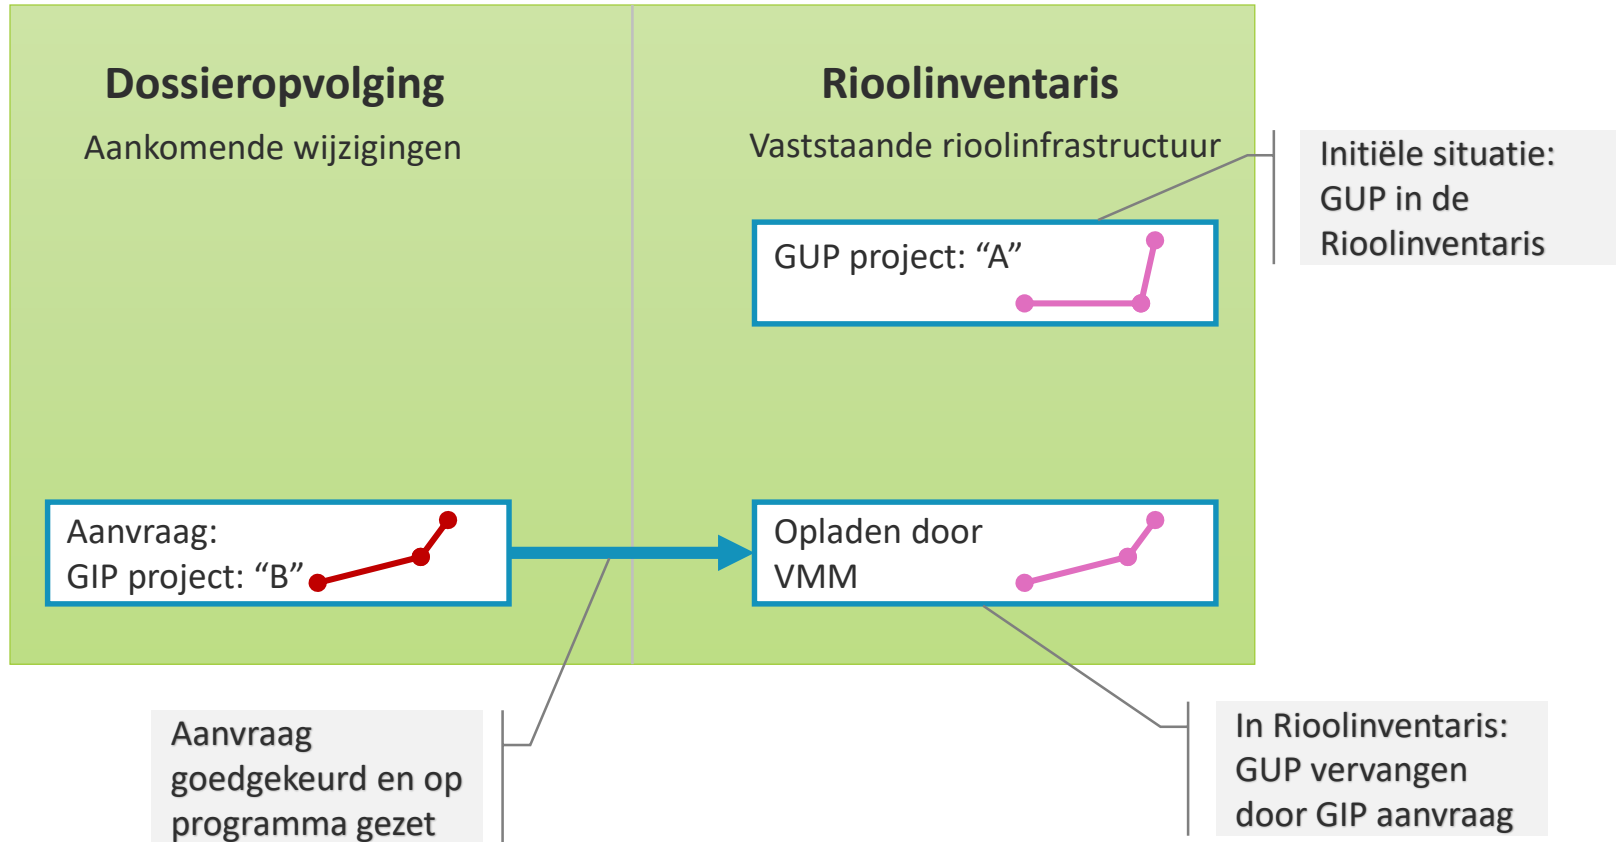 Dossieropvolging
Aankomende wijzigingen
Rioolinventaris
Vaststaande rioolinfrastructuur
Initiële situatie:
GUP in de
Rioolinventaris
GUP project: “A”
Aanvraag:
GIP project: “B”
Opladen door
VMM
Aanvraag
goedgekeurd en op
programma gezet
In Rioolinventaris:
GUP vervangen
door GIP aanvraag